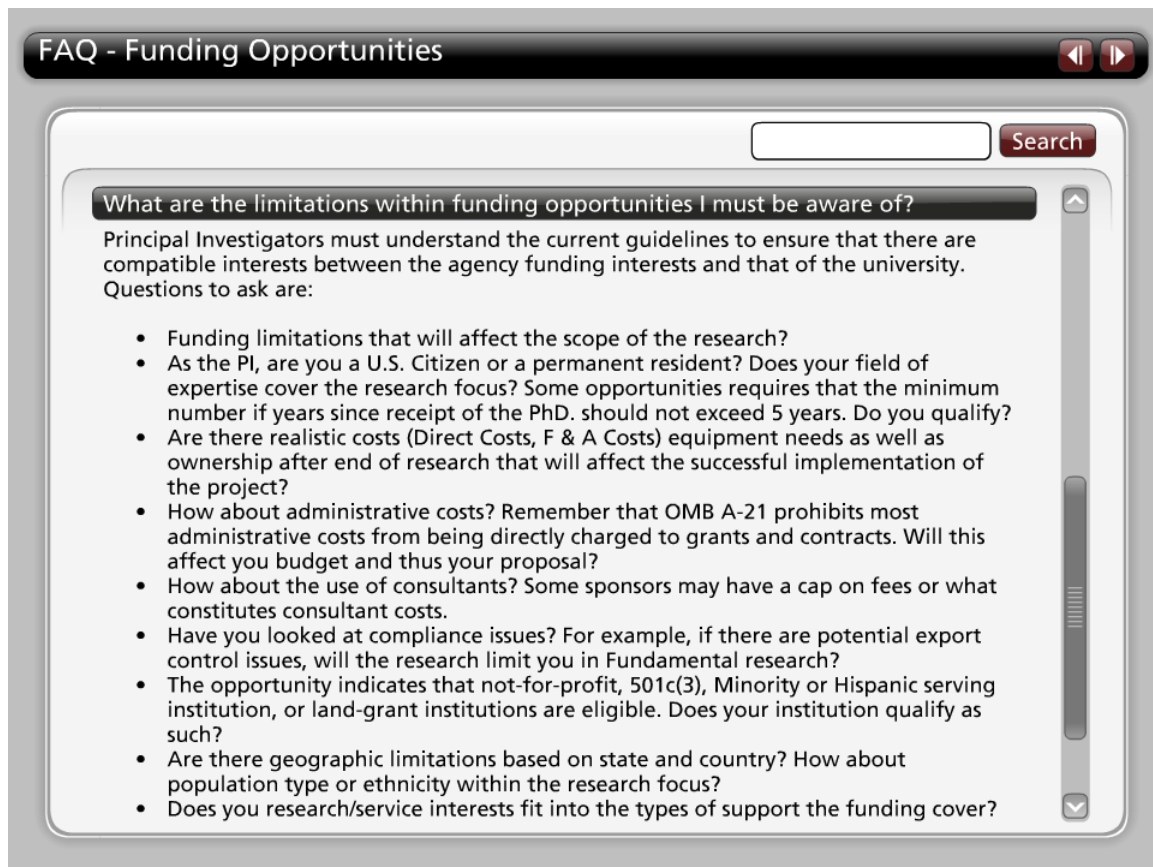 FAQ - Funding Opportunities
Search
What are the limitations within funding opportunities I must be aware of?
Principal Investigators must understand the current guidelines to ensure that there are
compatible interests between the agency funding interests and that of the university.
Questions to ask are:
• Funding limitations that will affect the scope of the research?
• As the PI, are you a U.S. Citizen or a permanent resident? Does your field of
expertise cover the research focus? Some opportunities requires that the minimum
number if years since receipt of the PhD. should not exceed 5 years. Do you qualify?
• Are there realistic costs (Direct Costs, F & A Costs) equipment needs as well as
ownership after end of research that will affect the successful implementation of
the project?
• How about administrative costs? Remember that OMB A-21 prohibits most
administrative costs from being directly charged to grants and contracts. Will this
affect you budget and thus your proposal?
• How about the use of consultants? Some sponsors may have a cap on fees or what
constitutes consultant costs.
• Have you looked at compliance issues? For example, if there are potential export
control issues, will the research limit you in Fundamental research?
• The opportunity indicates that not-for-profit, 501c(3), Minority or Hispanic serving
institution, or land-grant institutions are eligible. Does your institution qualify as
such?
• Are there geographic limitations based on state and country? How about
population type or ethnicity within the research focus?
• Does you research/service interests fit into the types of support the funding cover?